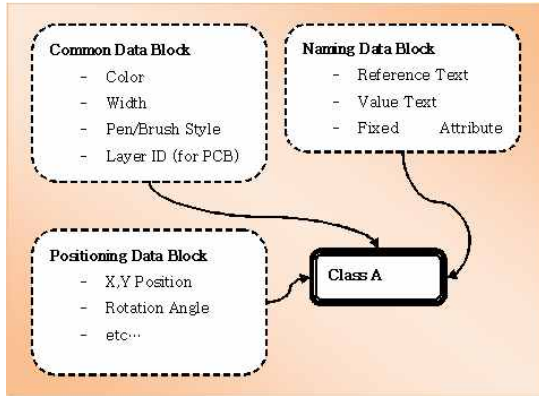 Common Data Block
- Color
- Width
- Pen/Brush Style
- Layer ID (for PCB)
Naming Data Block
- Reference Text
- Value Text
- Fixed Attribute
Positioning Data Block
- X,Y Position
- Rotation Angle
- etc…
Class A